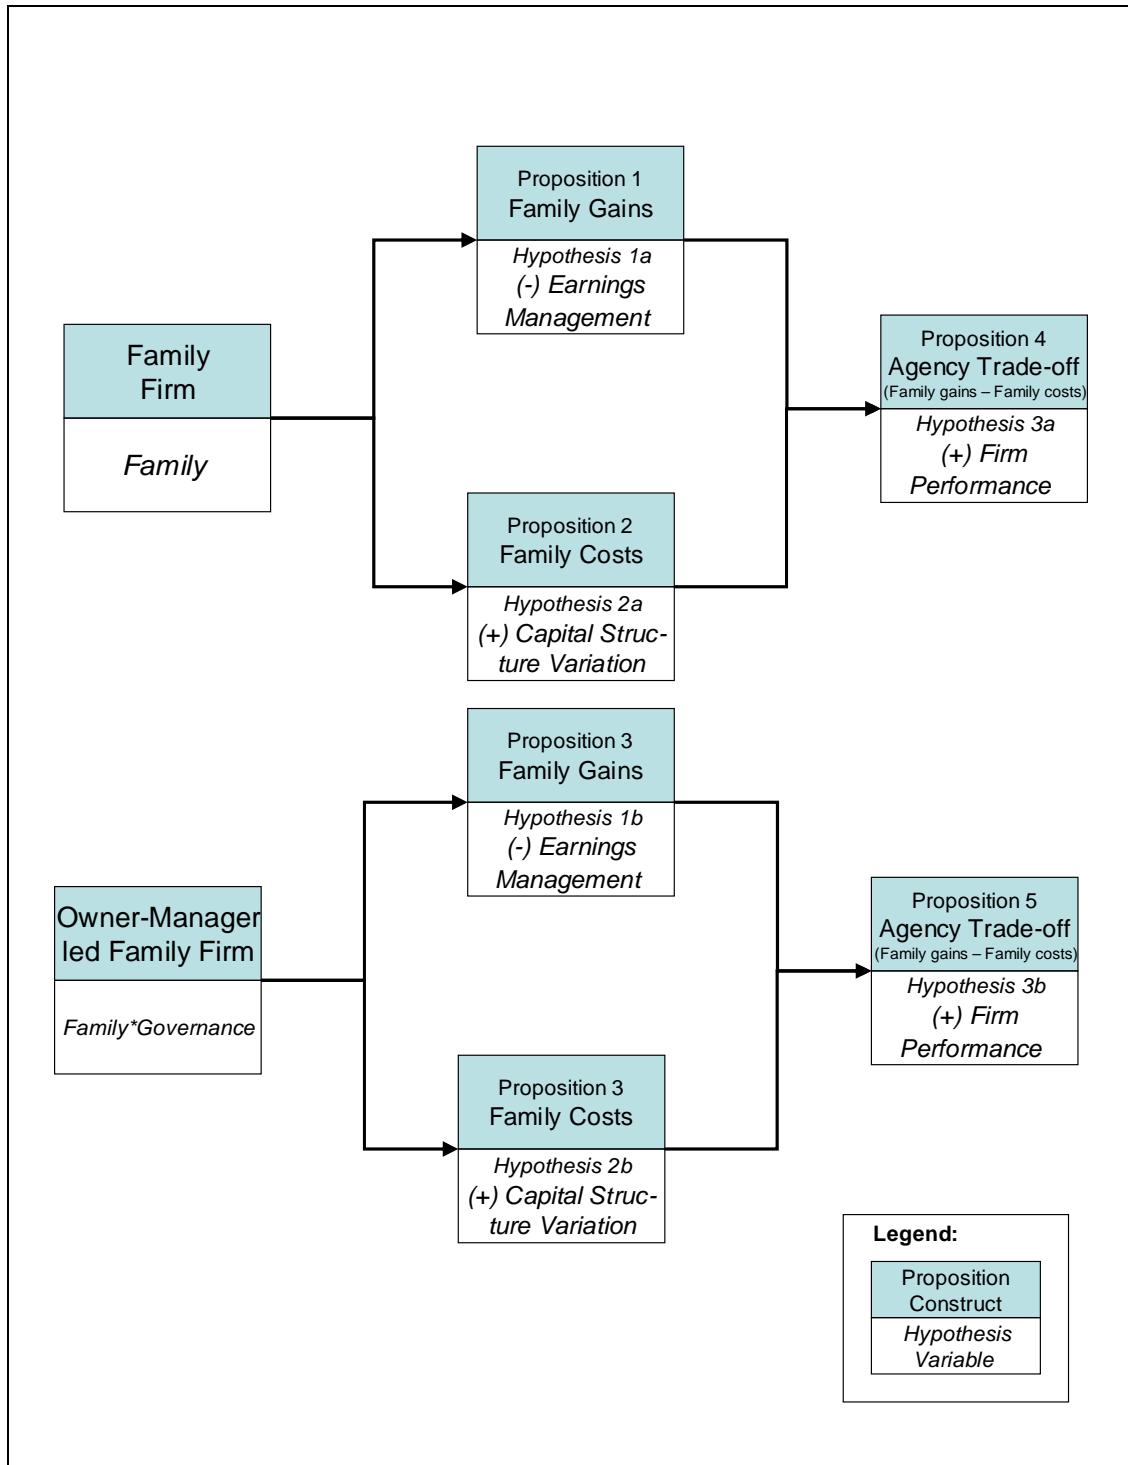 Proposition 1
Family Gains
Hypothesis 1a
(-) Earnings
Management
Family
Firm
Family
Proposition 4
Agency Trade-off
(Family gains – Family costs)
Hypothesis 3a
(+) Firm
Performance
Proposition 2
Family Costs
Hypothesis 2a
(+) Capital Struc-
ture Variation
Proposition 3
Family Gains
Hypothesis 1b
(-) Earnings
Management
Owner-Manager
led Family Firm
Family*Governance
Proposition 5
Agency Trade-off
(Family gains – Family costs)
Hypothesis 3b
(+) Firm
Performance
Proposition 3
Family Costs
Hypothesis 2b
(+) Capital Struc-
ture Variation
Legend:
Proposition
Construct
Hypothesis
Variable